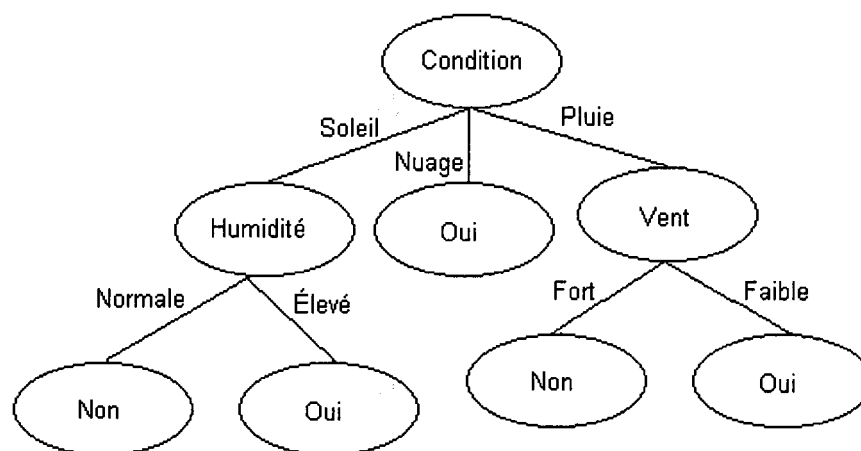 Condition
Soleil
Nuage
Pluie
Humidité
Oui
Vent
Normale
Élevé
Fort
Faible
Non
Oui
Non
Oui